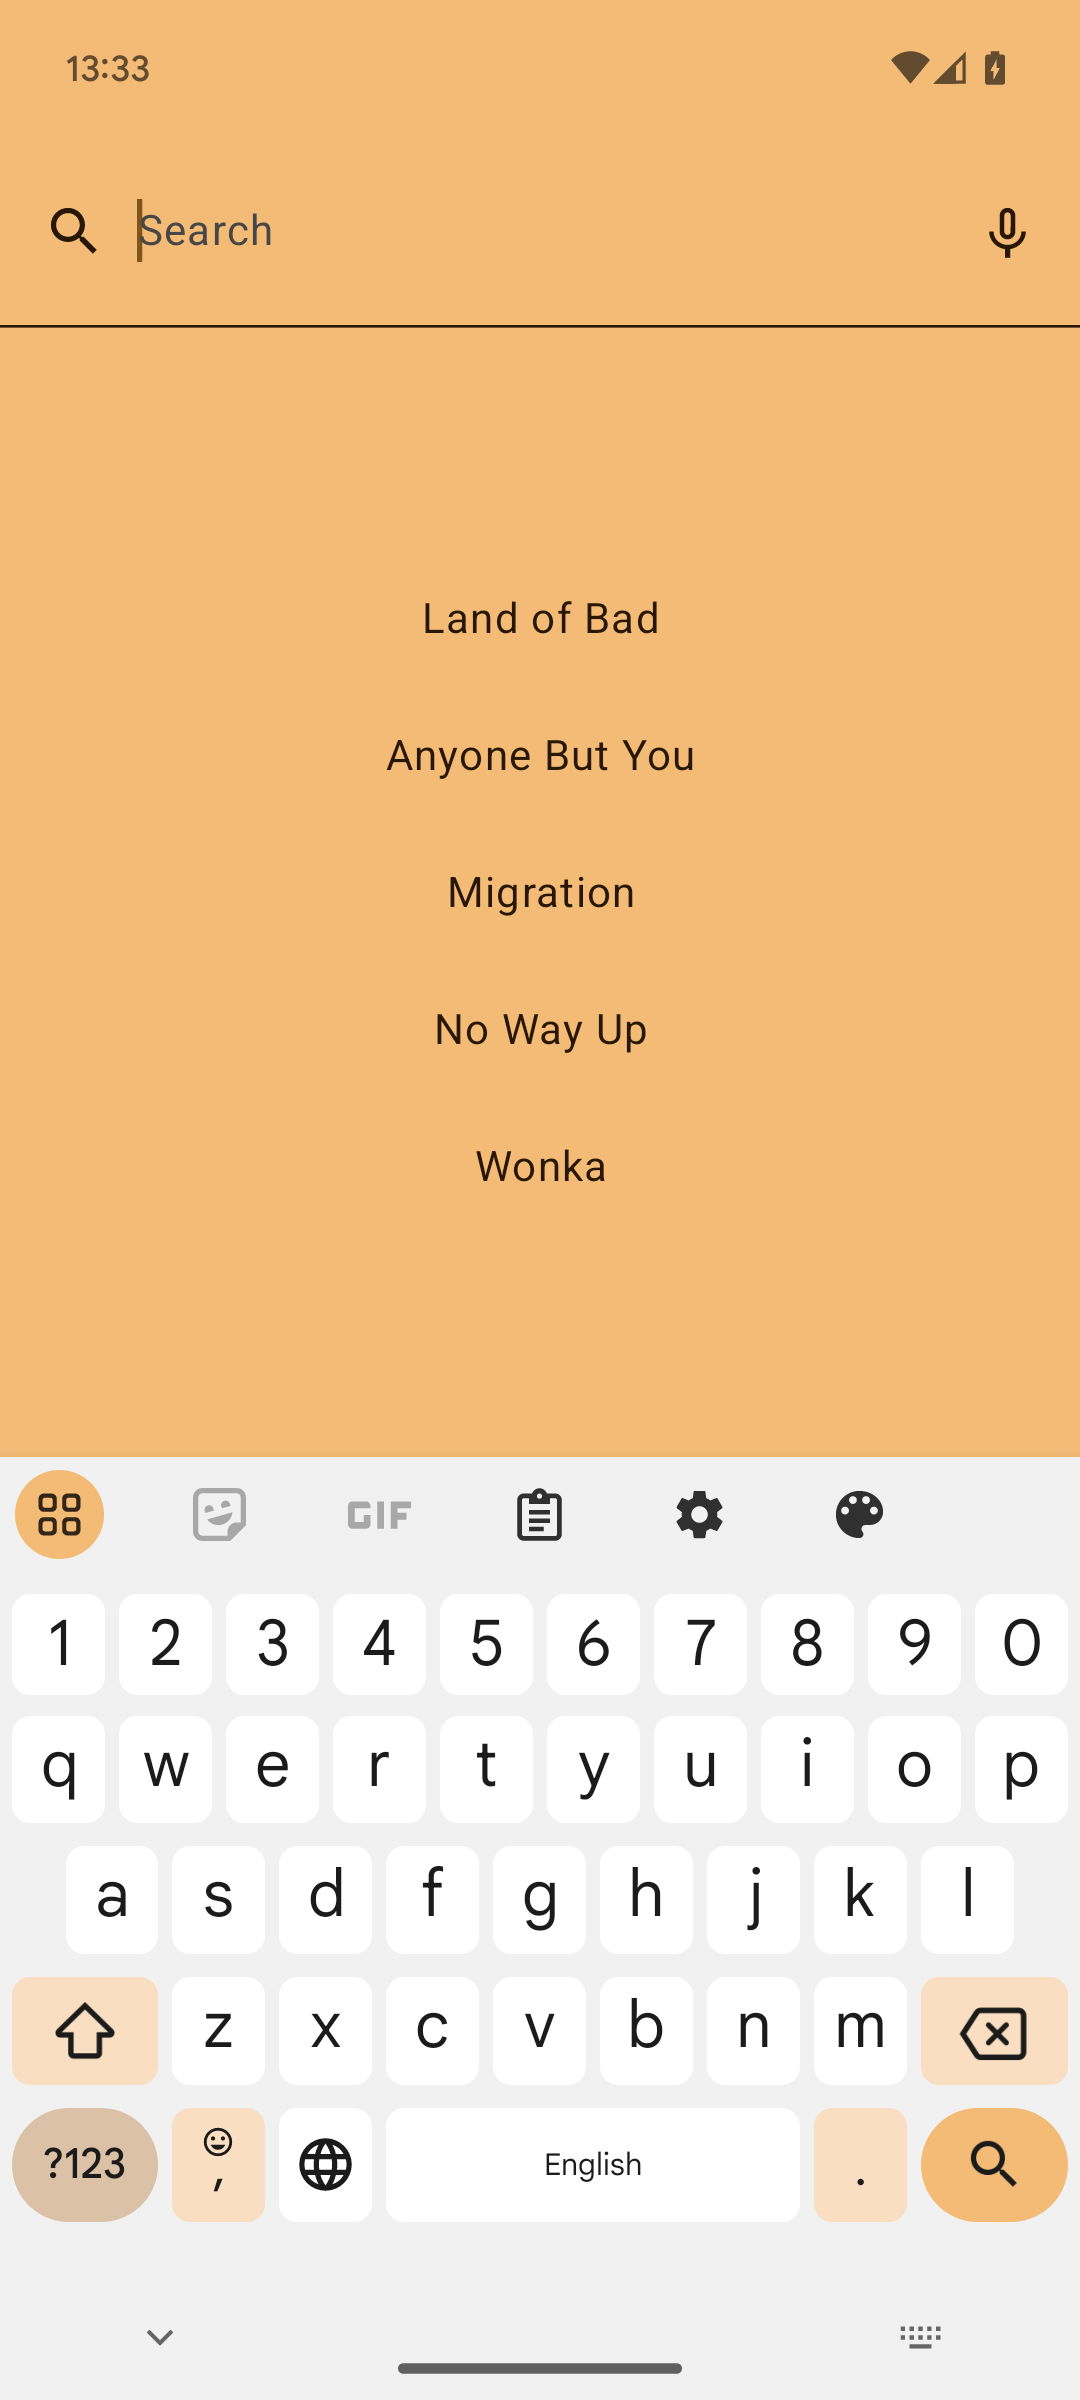 13:33
Search
Land of Bad
Anyone But You
Migration
No Way Up
Wonka
GIF
1 2 3 4 5 6 7 8 9 0
q w e r t y u i o p
a s d f g h j k l
z x c v b n m
?123 , English .